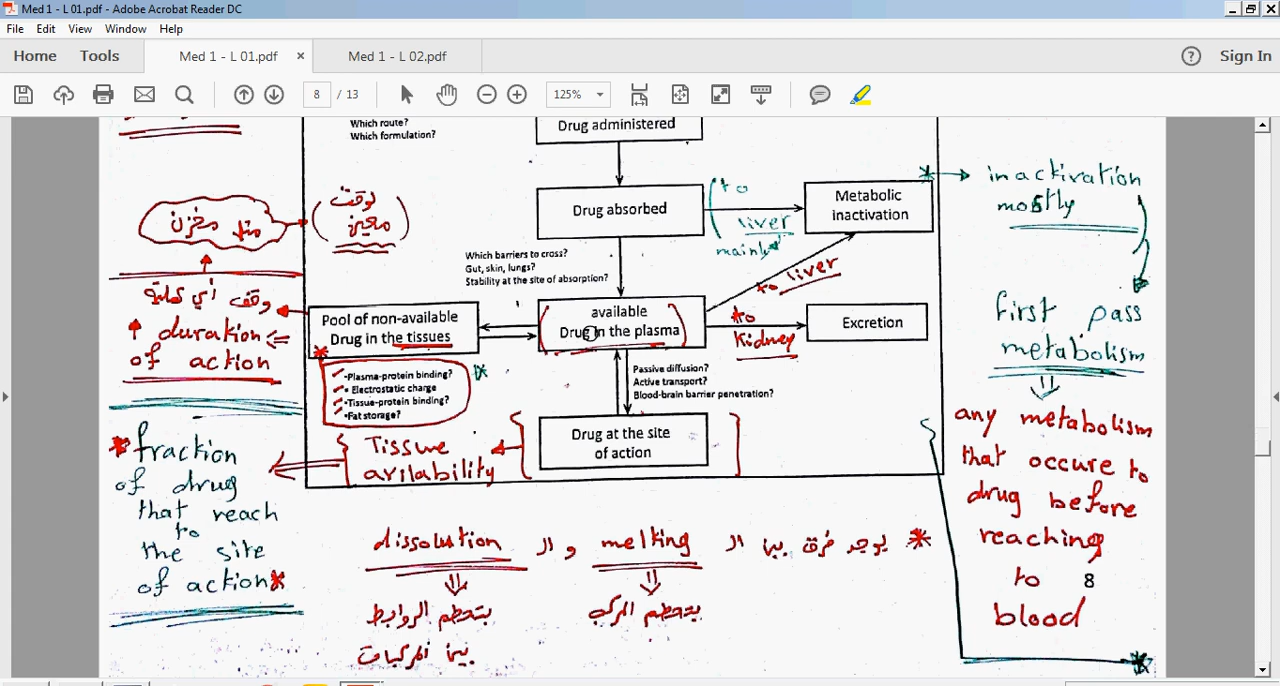 Med 1 - L 01.pdf - Adobe Acrobat Reader DC
File Edit View Window Help
Home Tools Med 1 - L 01.pdf × Med 1 - L 02.pdf ? Sign In
8 / 13 125%
Which route?
Which formulation?
Drug administered
Drug absorbed
to
liver
mainly
Metabolic
inactivation
inactivation
mostly
first pass
metabolism
any metabolism
that occure to
drug before
reaching
to
blood
مثل مخزن
Which barriers to cross?
Gut, skin, lungs?
Stability at the site of absorption?
to liver
duration
of action
Pool of non-available
Drug in the tissues
available
Drug in the plasma
to
Kidney
Excretion
-Plasma-protein binding?
• Electrostatic charge
-Tissue-protein binding?
-Fat storage?
Passive diffusion?
Active transport?
Blood-brain barrier penetration?
Drug at the site
of action
Tissue
avilability
*fraction
of drug
that reach
to
the site
of action*
* يوجد فرق بين ال melting و ال dissolution
بتحطم المركب
بتحطم الروابط
بين المركبات
8